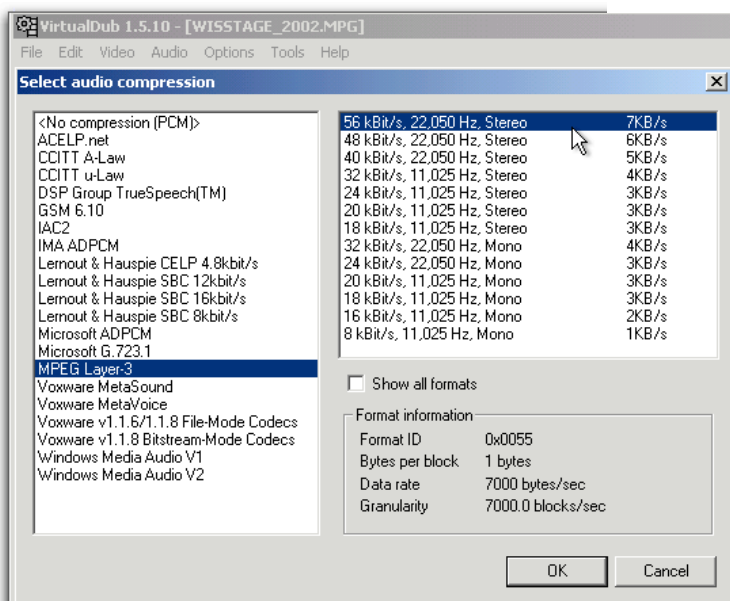 VirtualDub 1.5.10 - [WISSTAGE_2002.MPG]
File Edit Video Audio Options Tools Help
Select audio compression
<No compression (PCM)>
ACELP.net
CCITT A-Law
CCITT u-Law
DSP Group TrueSpeech(TM)
GSM 6.10
IAC2
IMA ADPCM
Lernout & Hauspie CELP 4.8kbit/s
Lernout & Hauspie SBC 12kbit/s
Lernout & Hauspie SBC 16kbit/s
Lernout & Hauspie SBC 8kbit/s
Microsoft ADPCM
Microsoft G.723.1
MPEG Layer-3
Voxware MetaSound
Voxware MetaVoice
Voxware v1.1.6/1.1.8 File-Mode Codecs
Voxware v1.1.8 Bitstream-Mode Codecs
Windows Media Audio V1
Windows Media Audio V2
56 kBit/s, 22,050 Hz, Stereo 7KB/s
48 kBit/s, 22,050 Hz, Stereo 6KB/s
40 kBit/s, 22,050 Hz, Stereo 5KB/s
32 kBit/s, 11,025 Hz, Stereo 4KB/s
24 kBit/s, 11,025 Hz, Stereo 3KB/s
20 kBit/s, 11,025 Hz, Stereo 3KB/s
18 kBit/s, 11,025 Hz, Stereo 3KB/s
32 kBit/s, 22,050 Hz, Mono 4KB/s
24 kBit/s, 22,050 Hz, Mono 3KB/s
20 kBit/s, 11,025 Hz, Mono 3KB/s
18 kBit/s, 11,025 Hz, Mono 3KB/s
16 kBit/s, 11,025 Hz, Mono 2KB/s
8 kBit/s, 11,025 Hz, Mono 1KB/s
Show all formats
Format information
Format ID 0x0055
Bytes per block 1 bytes
Data rate 7000 bytes/sec
Granularity 7000.0 blocks/sec
OK Cancel